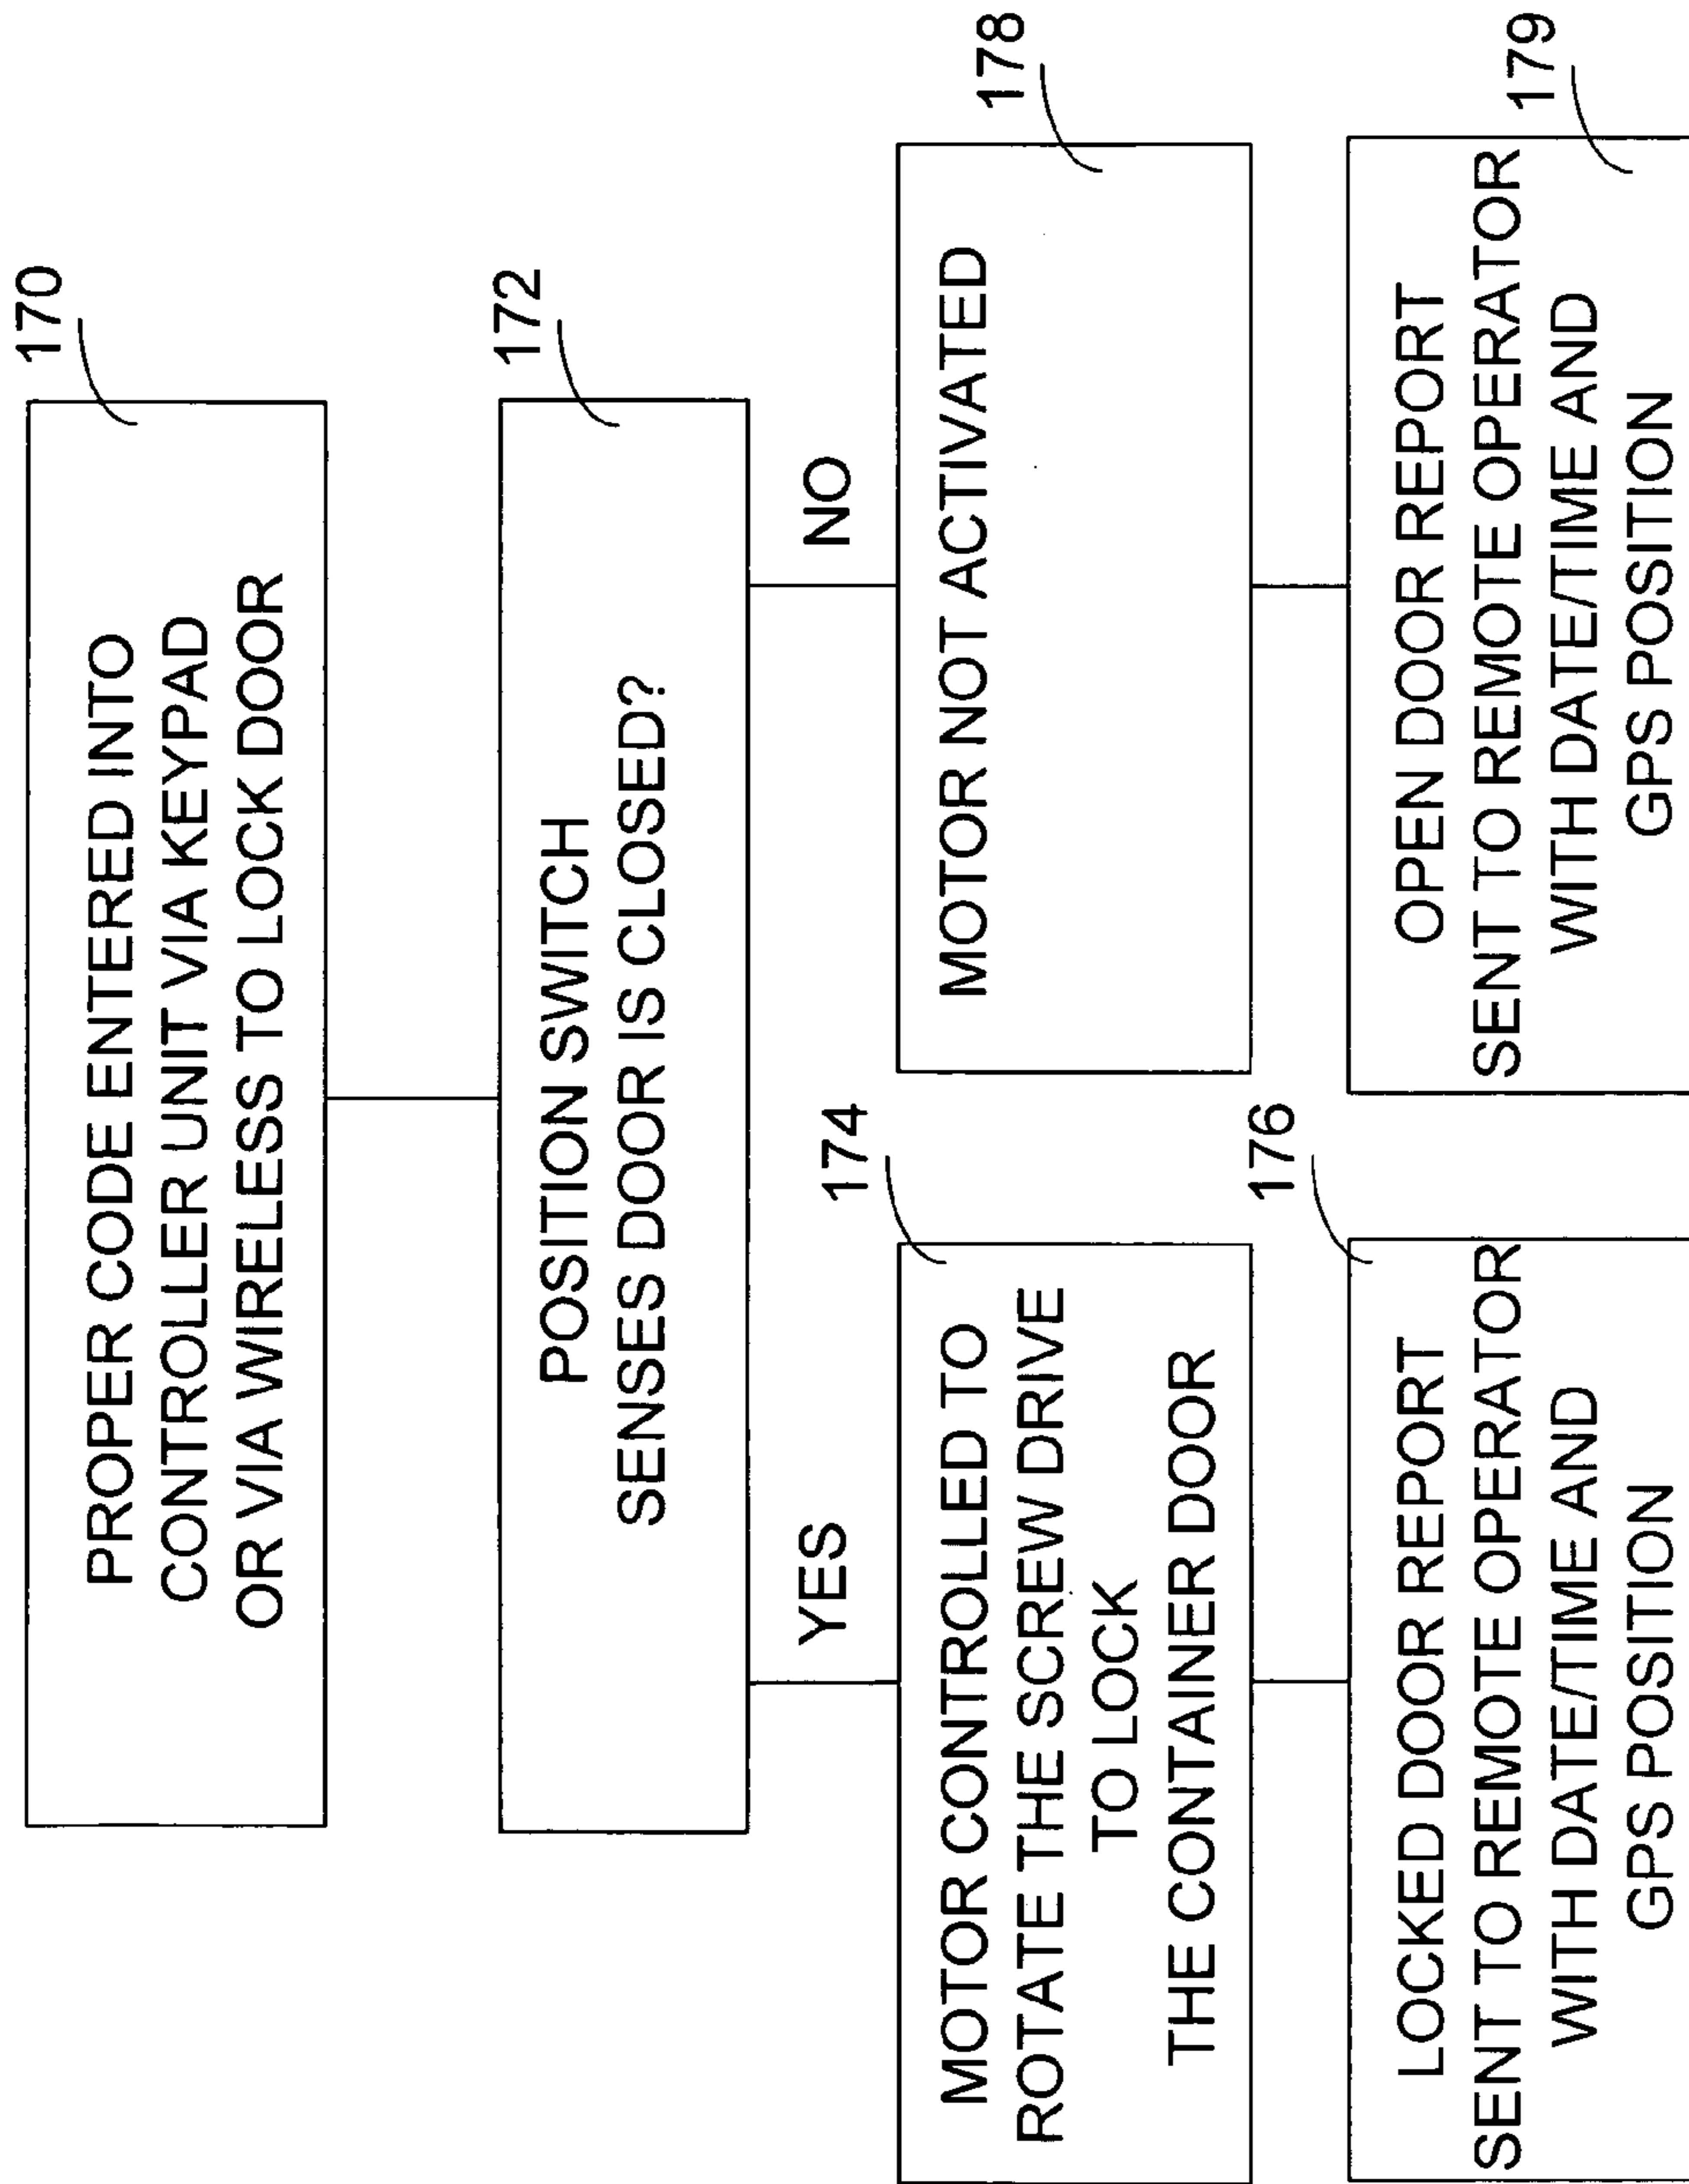 170
PROPER CODE ENTERED INTO
CONTROLLER UNIT VIA KEYPAD
OR VIA WIRELESS TO LOCK DOOR
172
POSITION SWITCH
SENSES DOOR IS CLOSED?
YES
NO
174
MOTOR CONTROLLED TO
ROTATE THE SCREW DRIVE
TO LOCK
THE CONTAINER DOOR
178
MOTOR NOT ACTIVATED
176
LOCKED DOOR REPORT
SENT TO REMOTE OPERATOR
WITH DATE/TIME AND
GPS POSITION
179
OPEN DOOR REPORT
SENT TO REMOTE OPERATOR
WITH DATE/TIME AND
GPS POSITION